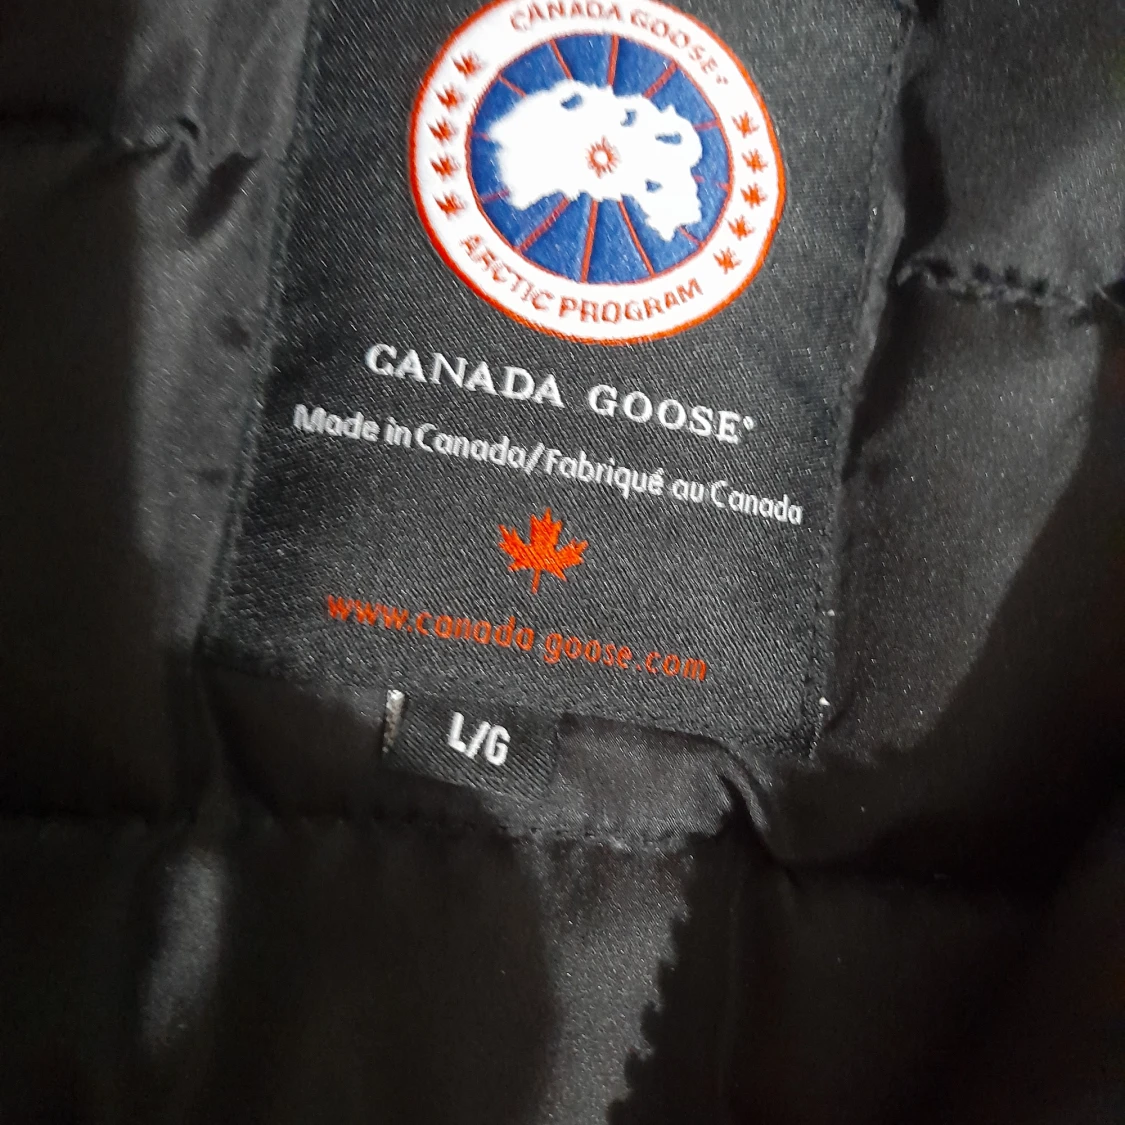 CANADA GOOSE®
ARCTIC PROGRAM
CANADA GOOSE®
Made in Canada/Fabriqué au Canada
www.canada goose.com
L/G